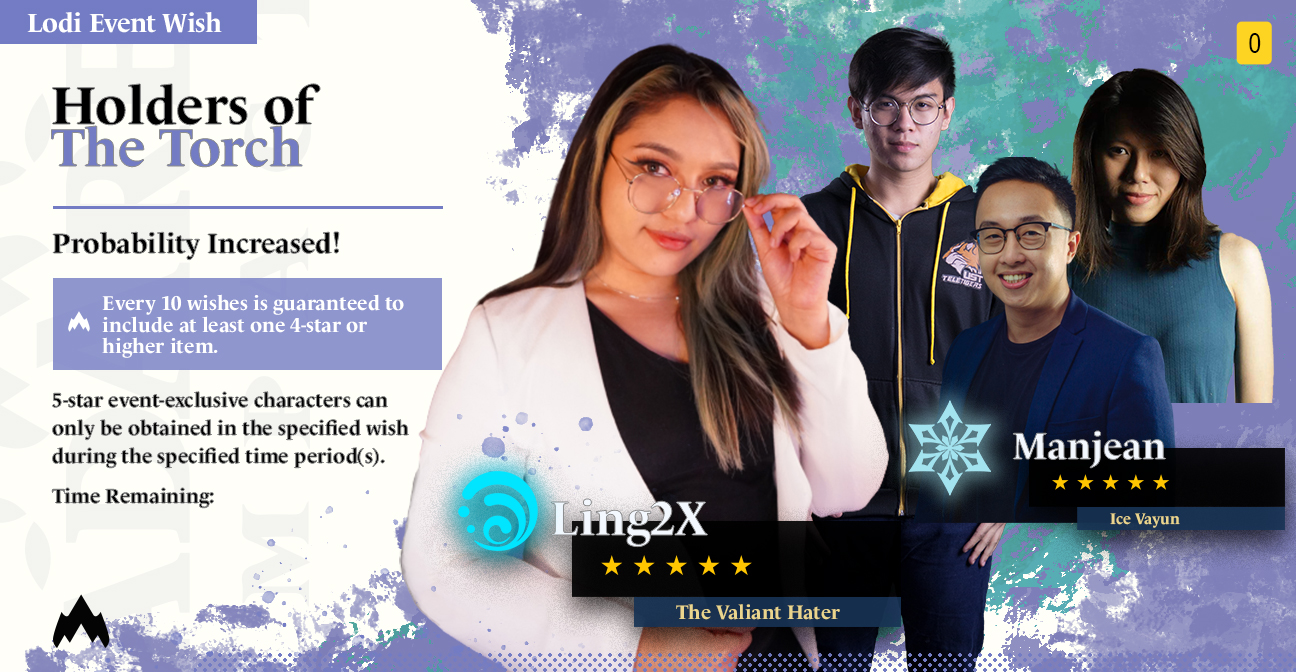 Lodi Event Wish
0
Holders of
The Torch
Probability Increased!
Every 10 wishes is guaranteed to
include at least one 4-star or
higher item.
5-star event-exclusive characters can
only be obtained in the specified wish
during the specified time period(s).
Time Remaining:
UST
TELETIGERS
Manjean
★ ★ ★ ★ ★
Ice Vayun
Ling2X
★ ★ ★ ★ ★
The Valiant Hater